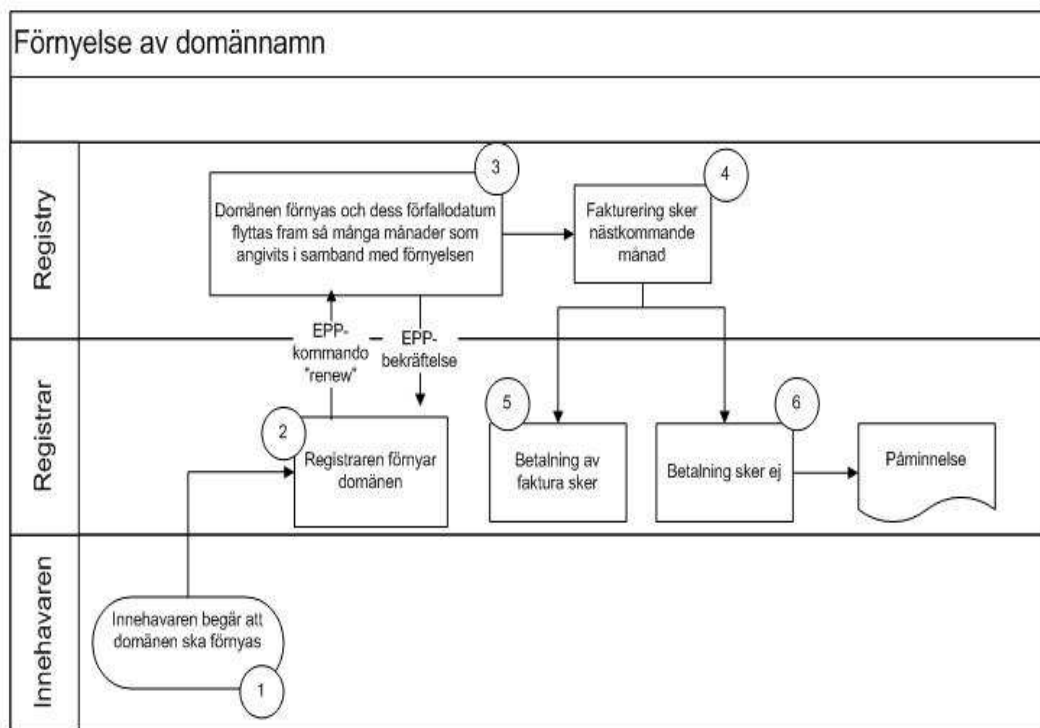 Förnyelse av domännamn
Registry
3
Domänen förnyas och dess förfallodatum
flyttas fram så många månader som
angivits i samband med förnyelsen
4
Fakturering sker
nästkommande
månad
EPP-
kommando
"renew"
EPP-
bekräftelse
Registrar
2
Registraren förnyar
domänen
5
Betalning av
faktura sker
6
Betalning sker ej
Påminnelse
Innehavaren
Innehavaren begär att
domänen ska förnyas
1